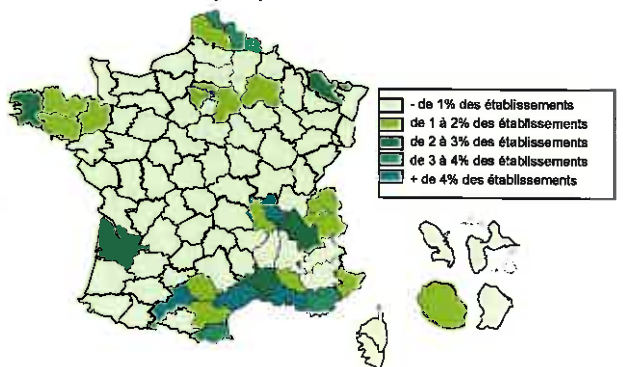 - de 1% des établissements
de 1 à 2% des établissements
de 2 à 3% des établissements
de 3 à 4% des établissements
+ de 4% des établissements